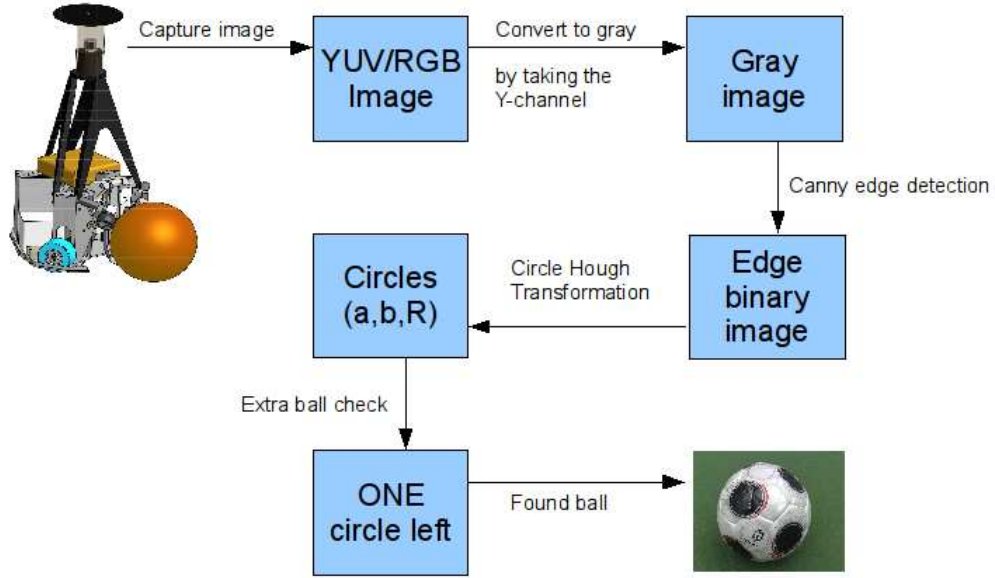 Capture image
YUV/RGB
Image
Convert to gray
by taking the
Y-channel
Gray
image
Canny edge detection
Edge
binary
image
Circle Hough
Transformation
Circles
(a,b,R)
Extra ball check
ONE
circle left
Found ball